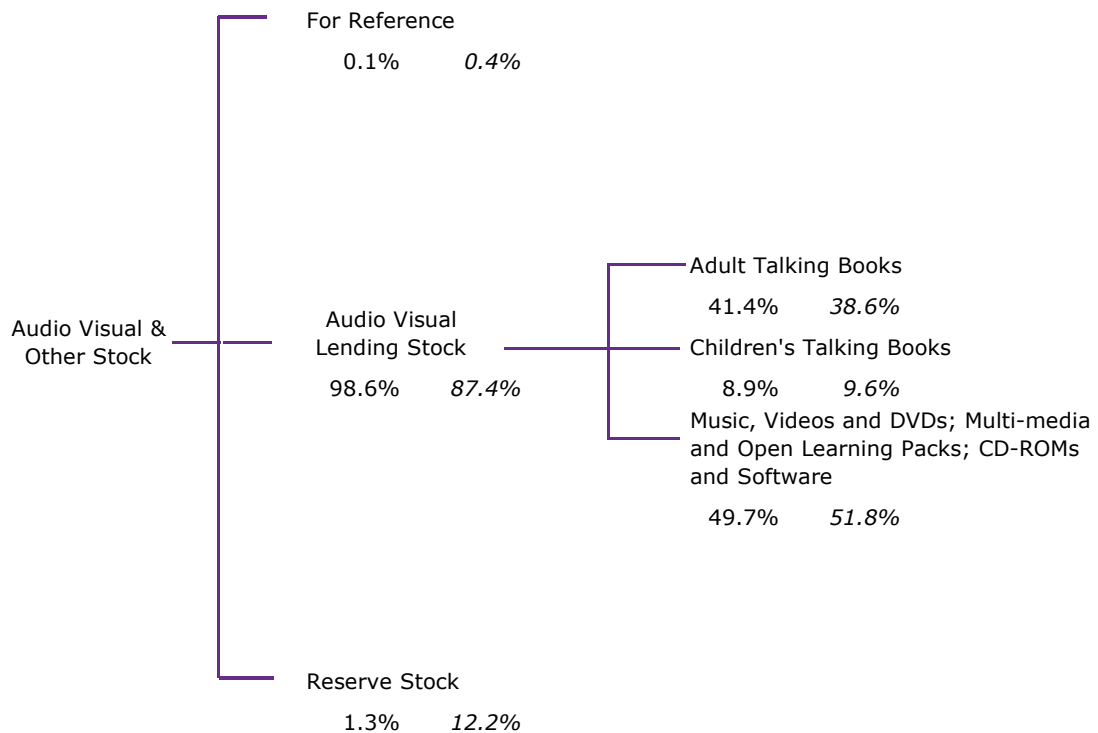 For Reference
0.1% 0.4%
Audio Visual &
Other Stock
Audio Visual
Lending Stock
98.6% 87.4%
Adult Talking Books
41.4% 38.6%
Children's Talking Books
8.9% 9.6%
Music, Videos and DVDs; Multi-media
and Open Learning Packs; CD-ROMs
and Software
49.7% 51.8%
Reserve Stock
1.3% 12.2%